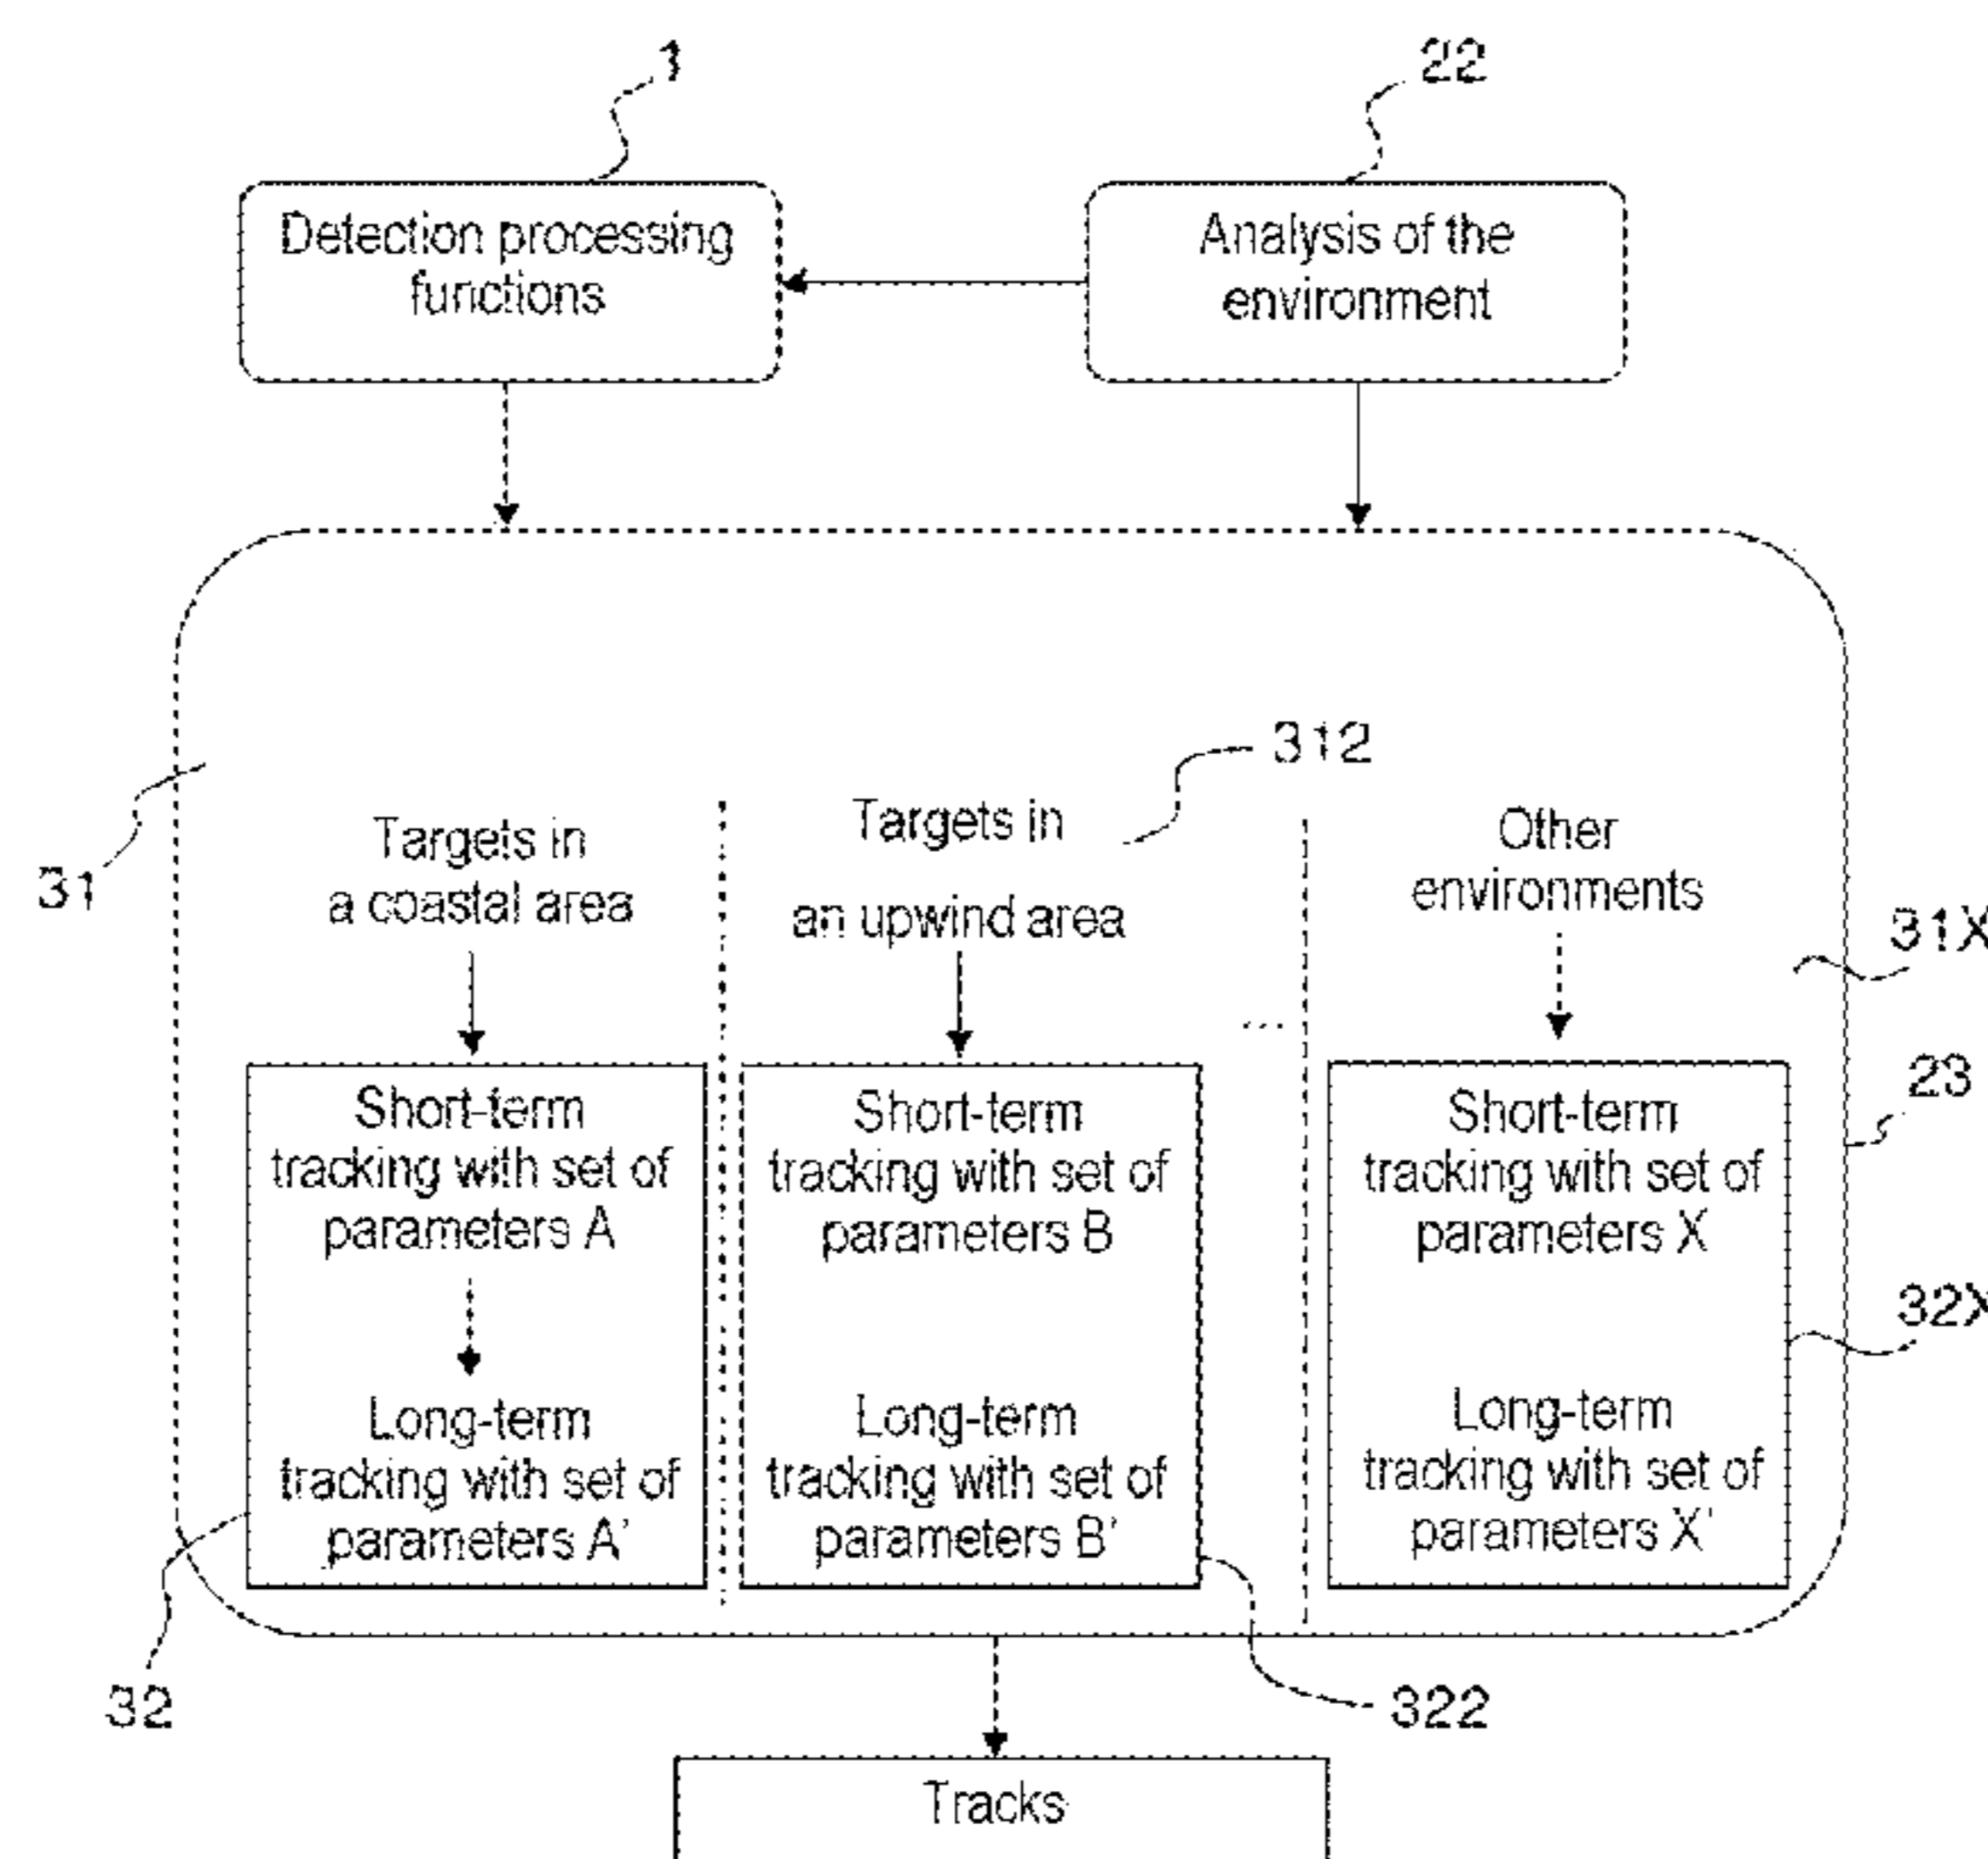 1
22
Detection processing
functions
Analysis of the
environment
312
31
Targets in
a coastal area
Targets in
an upwind area
Other
environments
31X
...
23
Short-term
tracking with set of
parameters A
Short-term
tracking with set of
parameters B
Short-term
tracking with set of
parameters X
32X
Long-term
tracking with set of
parameters A'
Long-term
tracking with set of
parameters B'
Long-term
tracking with set of
parameters X'
32
322
Tracks